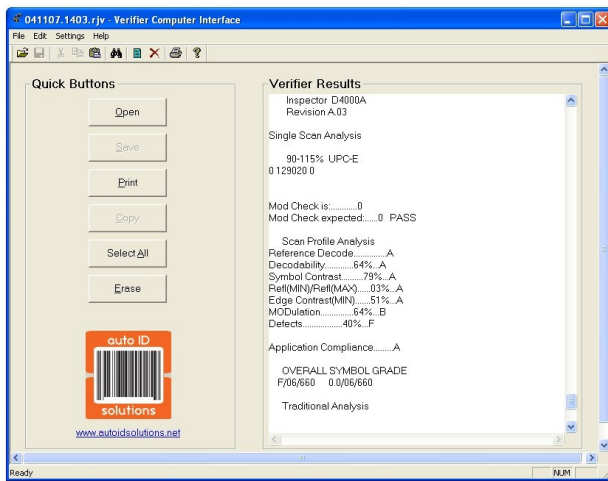 041107.1403.rjv - Verifier Computer Interface
File Edit Settings Help
Quick Buttons
Open
Save
Print
Copy
Select All
Erase
auto ID
solutions
www.autoidsolutions.net
Verifier Results
Inspector D4000A
Revision A.03
Single Scan Analysis
90-115% UPC-E
0 129020 0
Mod Check is:...........0
Mod Check expected:.....0 PASS
Scan Profile Analysis
Reference Decode..............A
Decodability.............64%...A
Symbol Contrast.........79%...A
Refl(MIN)/Refl(MAX).....03%...A
Edge Contrast(MIN)......51%...A
MODulation...............64%...B
Defects..................40%...F
Application Compliance........A
OVERALL SYMBOL GRADE
F/06/660 0.0/06/660
Traditional Analysis
Ready
NUM